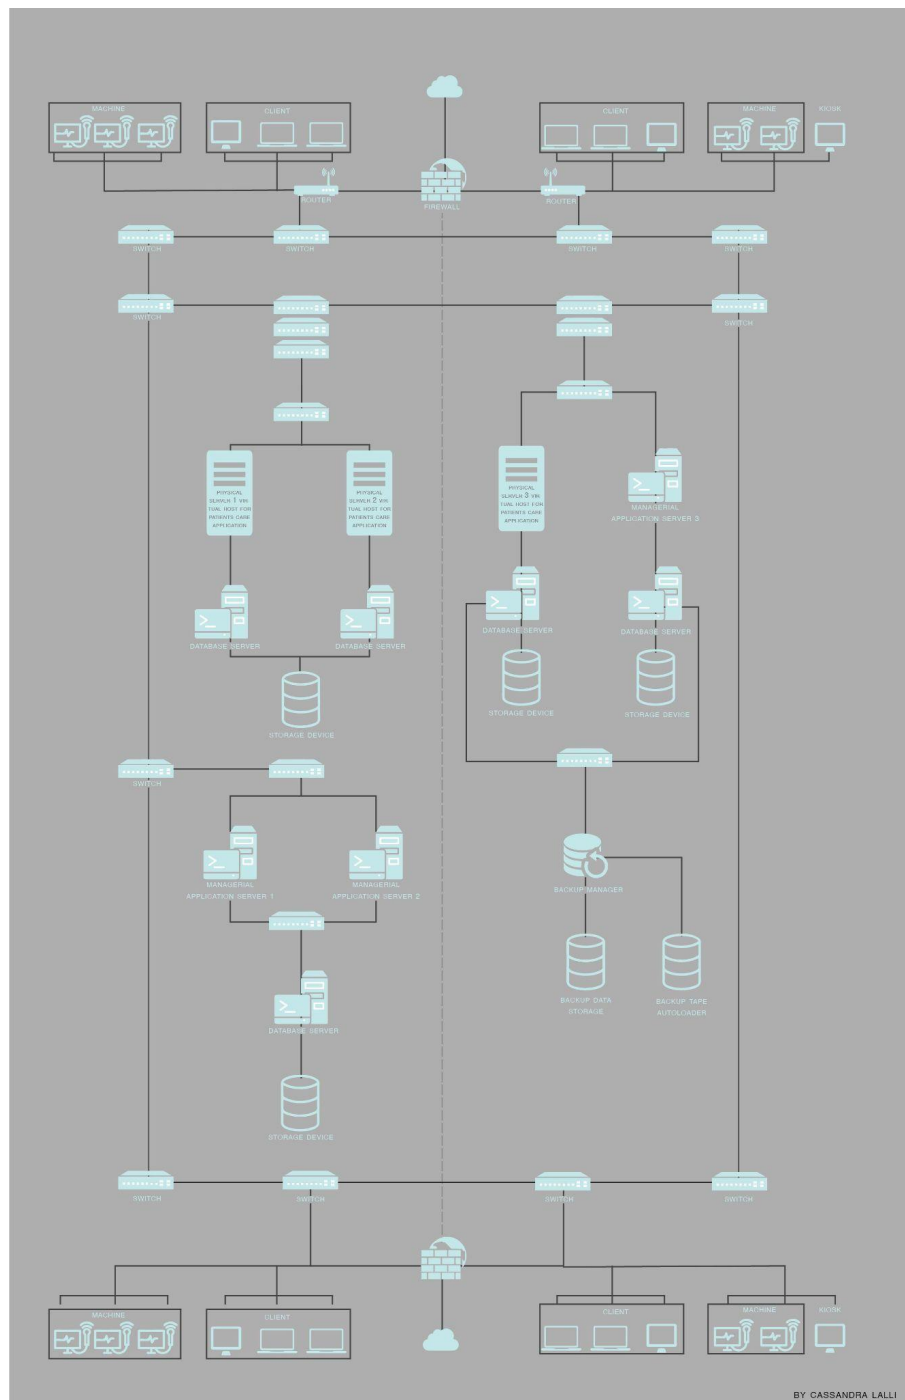 MACHINE
CLIENT
CLIENT
MACHINE
KIOSK
ROUTER
FIREWALL
ROUTER
SWITCH
SWITCH
SWITCH
SWITCH
SWITCH
SWITCH
PHYSICAL
SERVER 1 VIR
TUAL HOST FOR
PATIENTS CARE
APPLICATION
PHYSICAL
SERVER 2 VIR
TUAL HOST FOR
PATIENTS CARE
APPLICATION
PHYSICAL
SERVER 3 VIR
TUAL HOST FOR
PATIENTS CARE
APPLICATION
MANAGERIAL
APPLICATION SERVER 3
DATABASE SERVER
DATABASE SERVER
DATABASE SERVER
DATABASE SERVER
STORAGE DEVICE
STORAGE DEVICE
STORAGE DEVICE
SWITCH
MANAGERIAL
APPLICATION SERVER 1
MANAGERIAL
APPLICATION SERVER 2
BACKUP MANAGER
BACKUP DATA
STORAGE
BACKUP TAPE
AUTOLOADER
DATABASE SERVER
STORAGE DEVICE
SWITCH
SWITCH
SWITCH
SWITCH
MACHINE
CLIENT
CLIENT
MACHINE
KIOSK
BY CASSANDRA LALLI